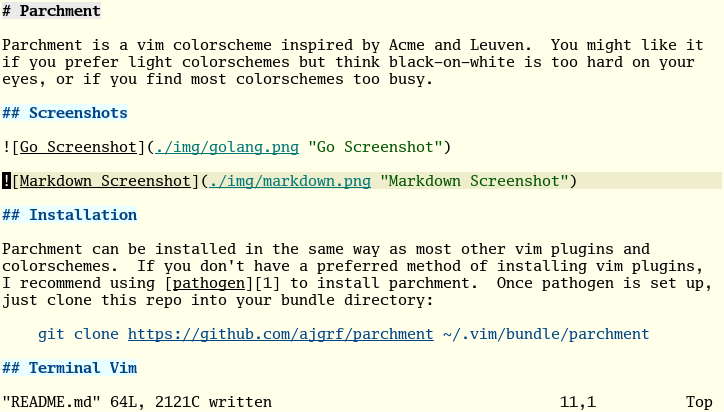 # Parchment
Parchment is a vim colorscheme inspired by Acme and Leuven.  You might like it
if you prefer light colorschemes but think black-on-white is too hard on your
eyes, or if you find most colorschemes too busy.
## Screenshots
![Go Screenshot](./img/golang.png "Go Screenshot")
![Markdown Screenshot](./img/markdown.png "Markdown Screenshot")
## Installation
Parchment can be installed in the same way as most other vim plugins and
colorschemes.  If you don't have a preferred method of installing vim plugins,
I recommend using [pathogen][1] to install parchment.  Once pathogen is set up,
just clone this repo into your bundle directory:
    git clone https://github.com/ajgrf/parchment ~/.vim/bundle/parchment
## Terminal Vim
"README.md" 64L, 2121C written                                11,1          Top